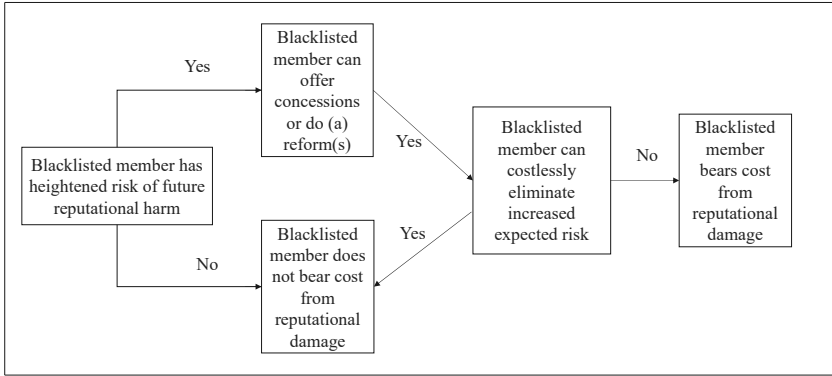 Blacklisted member has
heightened risk of future
reputational harm
Yes
No
Blacklisted
member can
offer
concessions
or do (a)
reform(s)
Blacklisted
member does
not bear cost
from
reputational
damage
Yes
Yes
Blacklisted
member can
costlessly
eliminate
increased
expected risk
No
Blacklisted
member
bears cost
from
reputational
damage